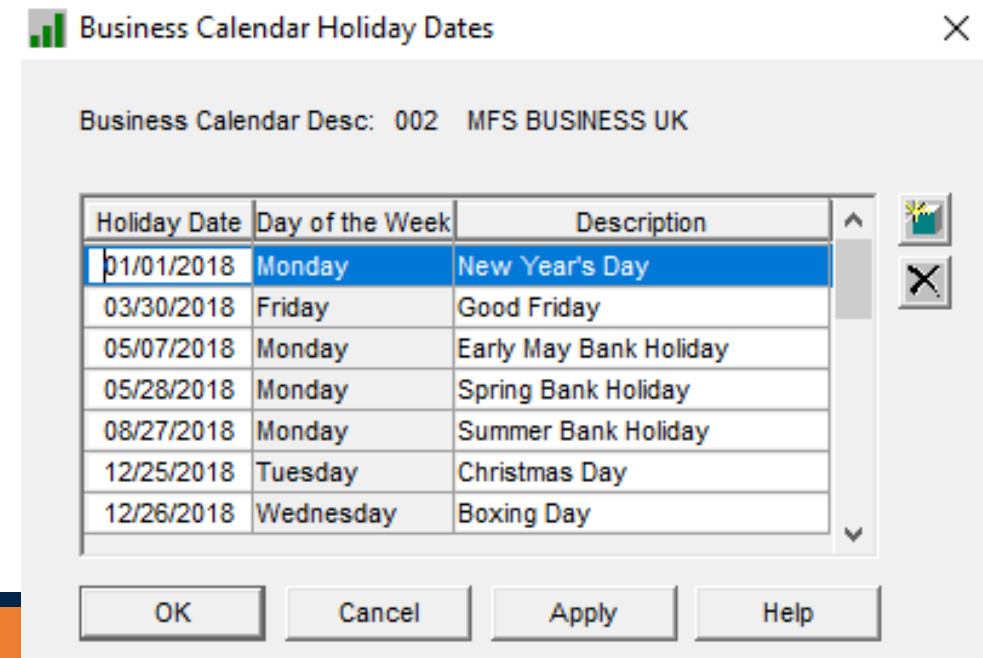 Business Calendar Holiday Dates
Business Calendar Desc: 002 MFS BUSINESS UK
Holiday Date Day of the Week Description
01/01/2018 Monday New Year's Day
03/30/2018 Friday Good Friday
05/07/2018 Monday Early May Bank Holiday
05/28/2018 Monday Spring Bank Holiday
08/27/2018 Monday Summer Bank Holiday
12/25/2018 Tuesday Christmas Day
12/26/2018 Wednesday Boxing Day
OK Cancel Apply Help